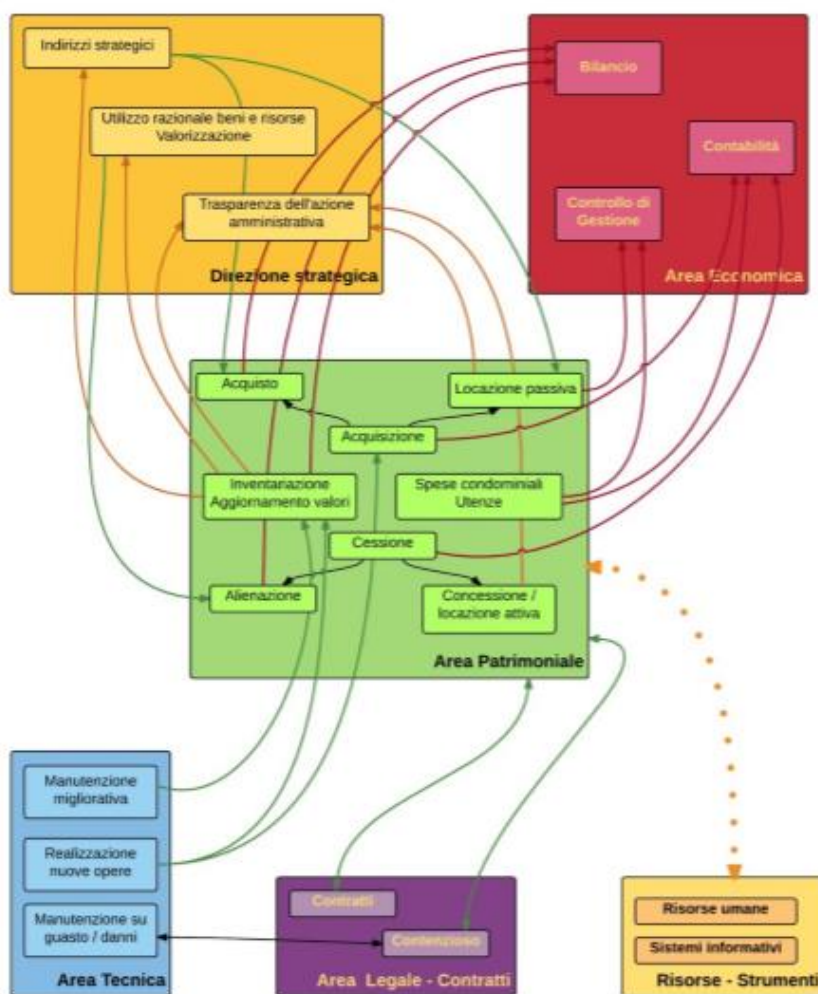 Indirizzi strategici
Utilizzo razionale beni e risorse
Valorizzazione
Trasparenza dell'azione
amministrativa
Direzione strategica
Bilancio
Contabilità
Controllo di
Gestione
Area Economica
Acquisto
Locazione passiva
Acquisizione
Inventariazione
Aggiornamento valori
Spese condominiali
Utenze
Cessione
Alienazione
Concessione /
locazione attiva
Area Patrimoniale
Manutenzione
migliorativa
Realizzazione
nuove opere
Manutenzione su
guasto / danni
Area Tecnica
Contratti
Contenzioso
Area Legale - Contratti
Risorse umane
Sistemi informativi
Risorse - Strumenti